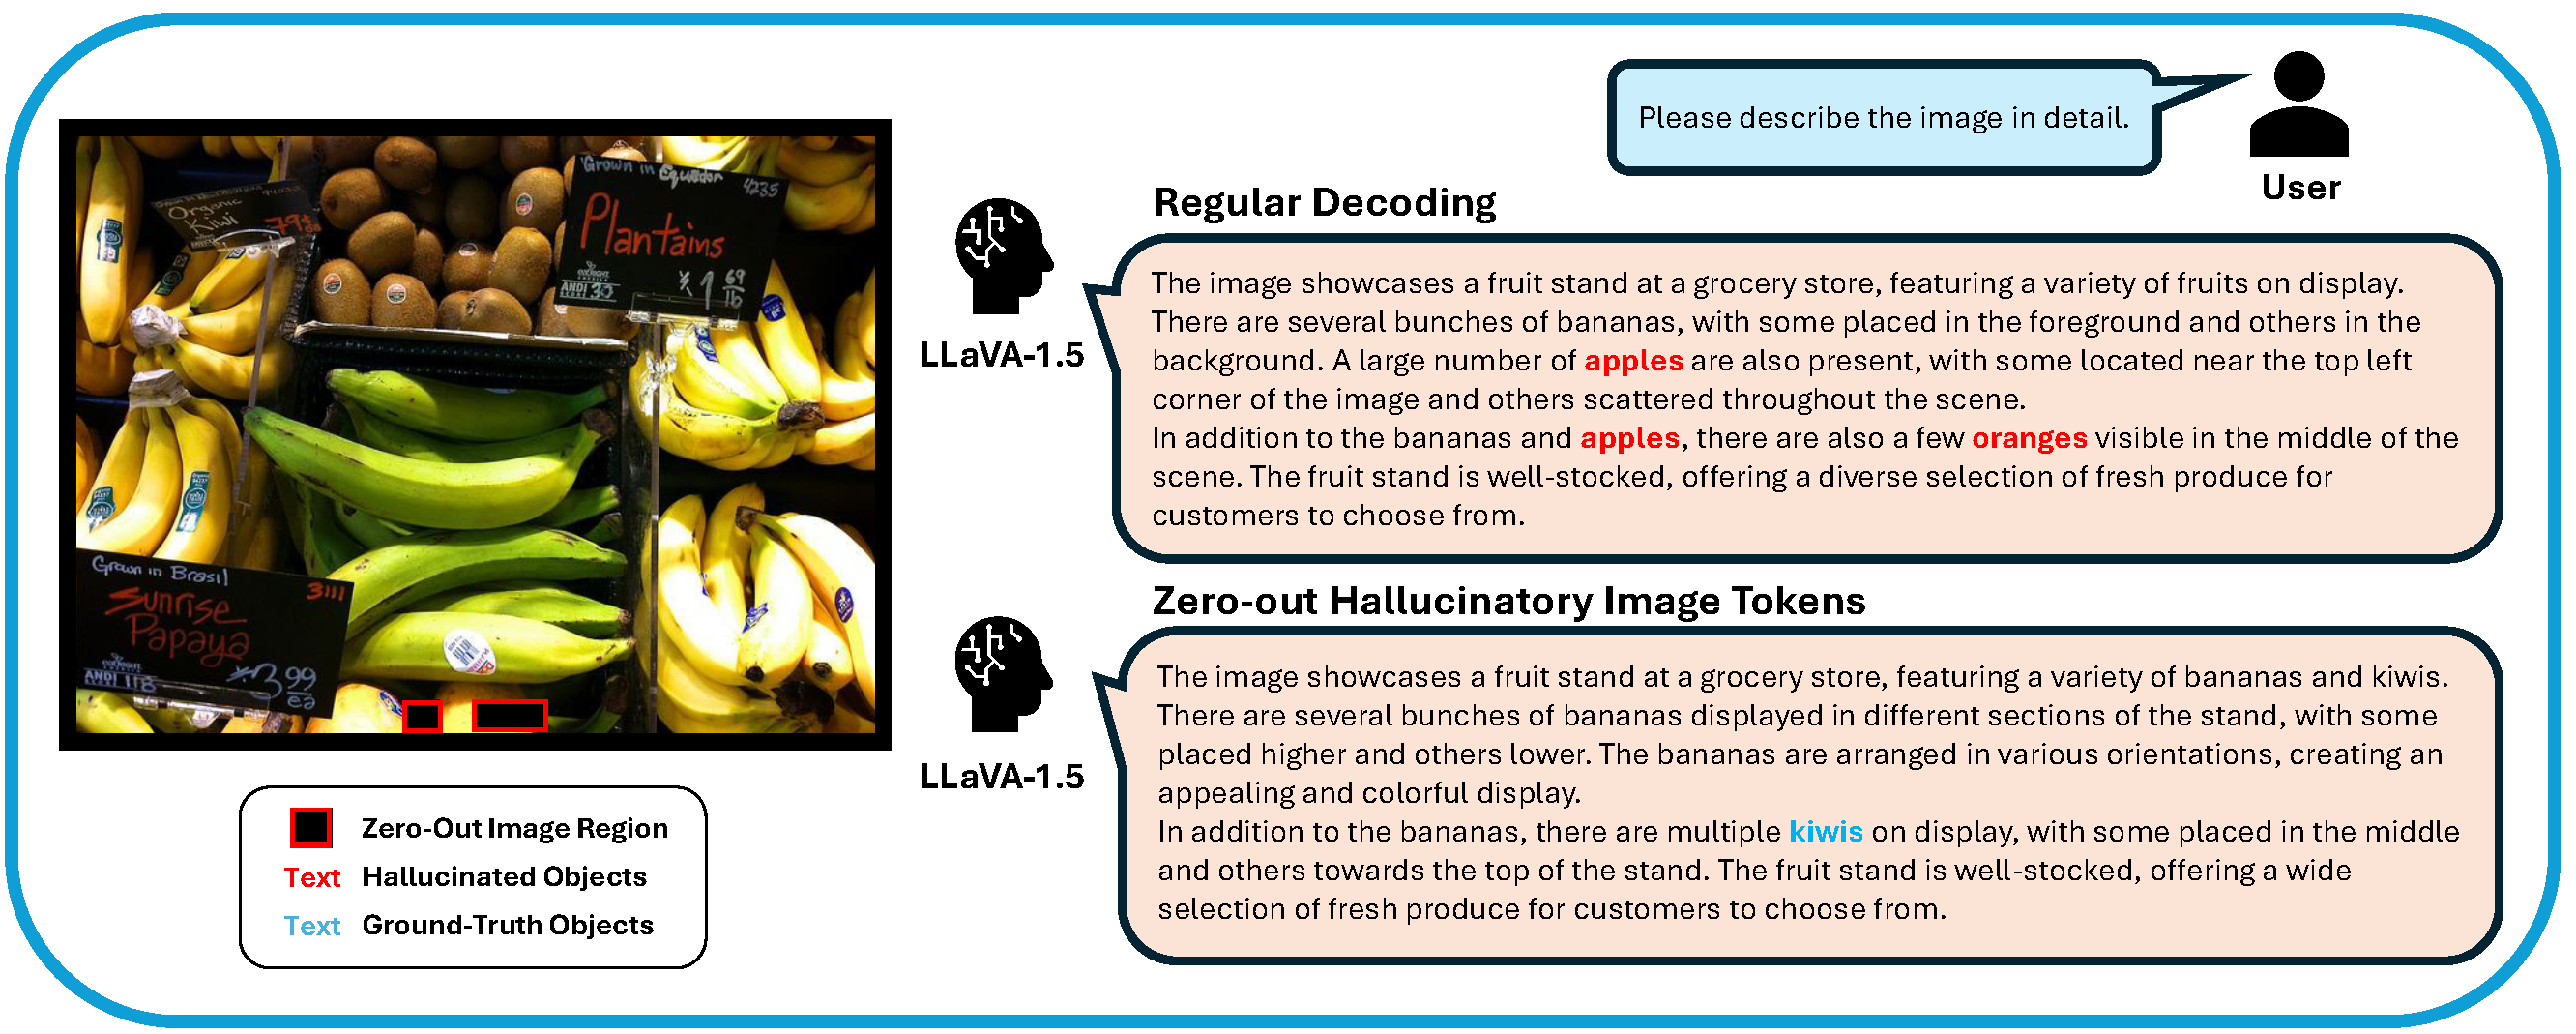 Please describe the image in detail.
User
Regular Decoding
LLaVA-1.5
The image showcases a fruit stand at a grocery store, featuring a variety of fruits on display.
There are several bunches of bananas, with some placed in the foreground and others in the
background. A large number of apples are also present, with some located near the top left
corner of the image and others scattered throughout the scene.
In addition to the bananas and apples, there are also a few oranges visible in the middle of the
scene. The fruit stand is well-stocked, offering a diverse selection of fresh produce for
customers to choose from.
Zero-out Hallucinatory Image Tokens
LLaVA-1.5
The image showcases a fruit stand at a grocery store, featuring a variety of bananas and kiwis.
There are several bunches of bananas displayed in different sections of the stand, with some
placed higher and others lower. The bananas are arranged in various orientations, creating an
appealing and colorful display.
In addition to the bananas, there are multiple kiwis on display, with some placed in the middle
and others towards the top of the stand. The fruit stand is well-stocked, offering a wide
selection of fresh produce for customers to choose from.
Organic
Kiwi
79¢
Grown in Equador
4235
Plantains
ANDI 30
1 69
lb
Grown in Brasil
3111
Sunrise
Papaya
ANDI 118
3 99
ea
Zero-Out Image Region
Text Hallucinated Objects
Text Ground-Truth Objects